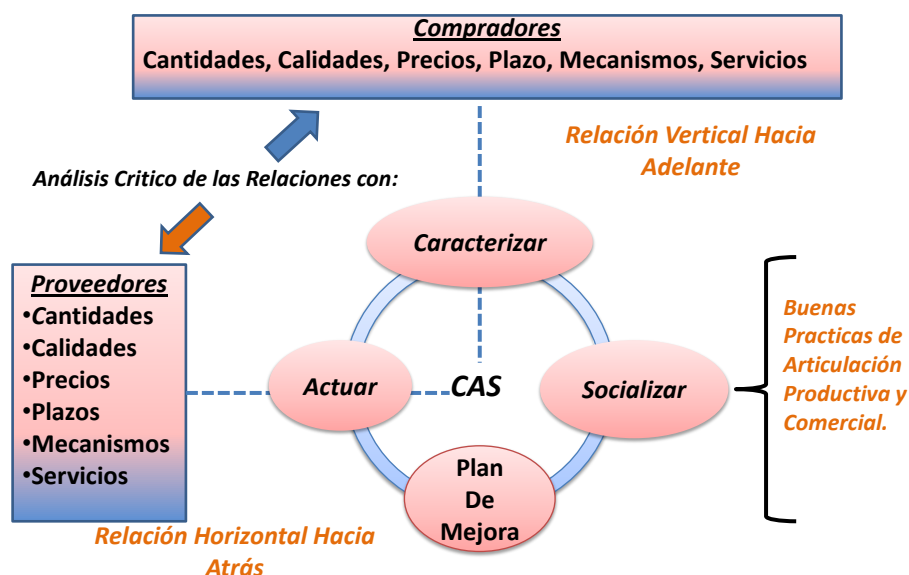 Compradores
Cantidades, Calidades, Precios, Plazo, Mecanismos, Servicios
Relación Vertical Hacia
Adelante
Análisis Critico de las Relaciones con:
Caracterizar
Proveedores
•Cantidades
•Calidades
•Precios
•Plazos
•Mecanismos
•Servicios
Actuar
CAS
Socializar
Buenas
Practicas de
Articulación
Productiva y
Comercial.
Plan
De
Mejora
Relación Horizontal Hacia
Atrás